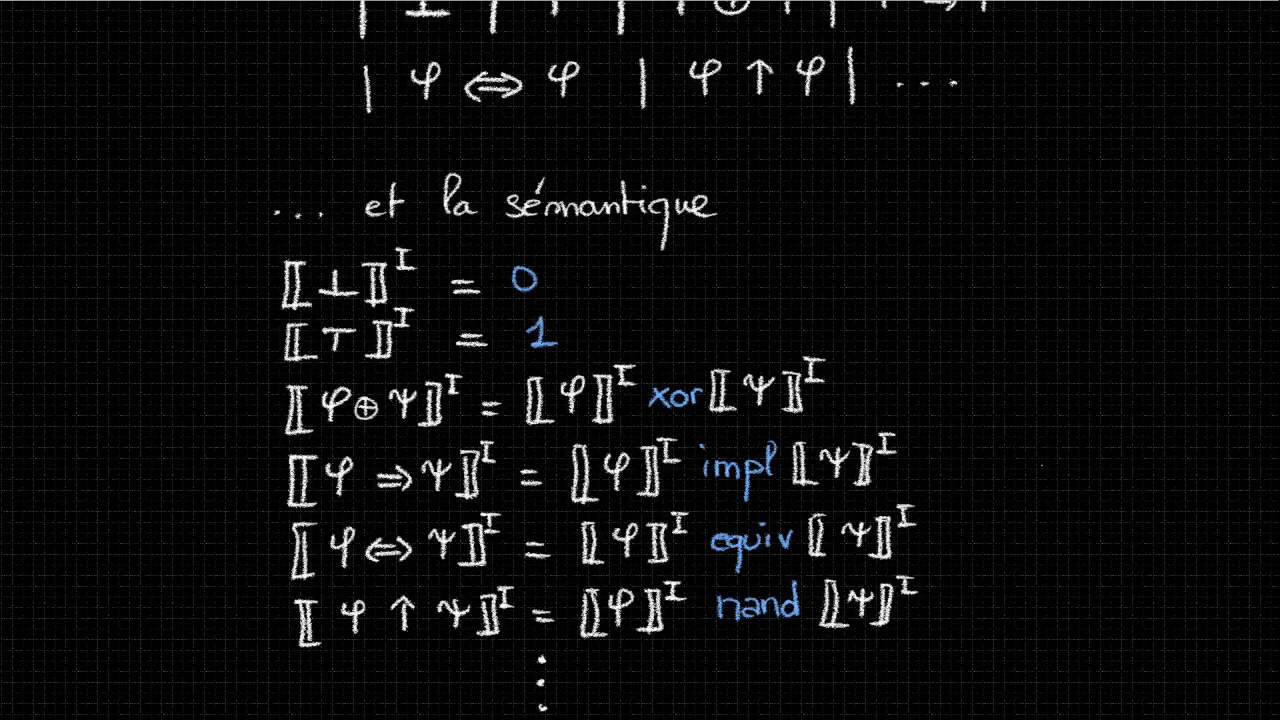 | ⊥ | | | ⊕ | | ⇒ |
| φ ⇔ φ | φ ↑ φ | ...
... et la sémantique
⟦⊥⟧ᴵ = 0
⟦⊤⟧ᴵ = 1
⟦φ⊕ψ⟧ᴵ = ⟦φ⟧ᴵ xor ⟦ψ⟧ᴵ
⟦φ ⇒ ψ⟧ᴵ = ⟦φ⟧ᴵ impl ⟦ψ⟧ᴵ
⟦φ ⇔ ψ⟧ᴵ = ⟦φ⟧ᴵ equiv ⟦ψ⟧ᴵ
⟦φ ↑ ψ⟧ᴵ = ⟦φ⟧ᴵ nand ⟦ψ⟧ᴵ
⋮